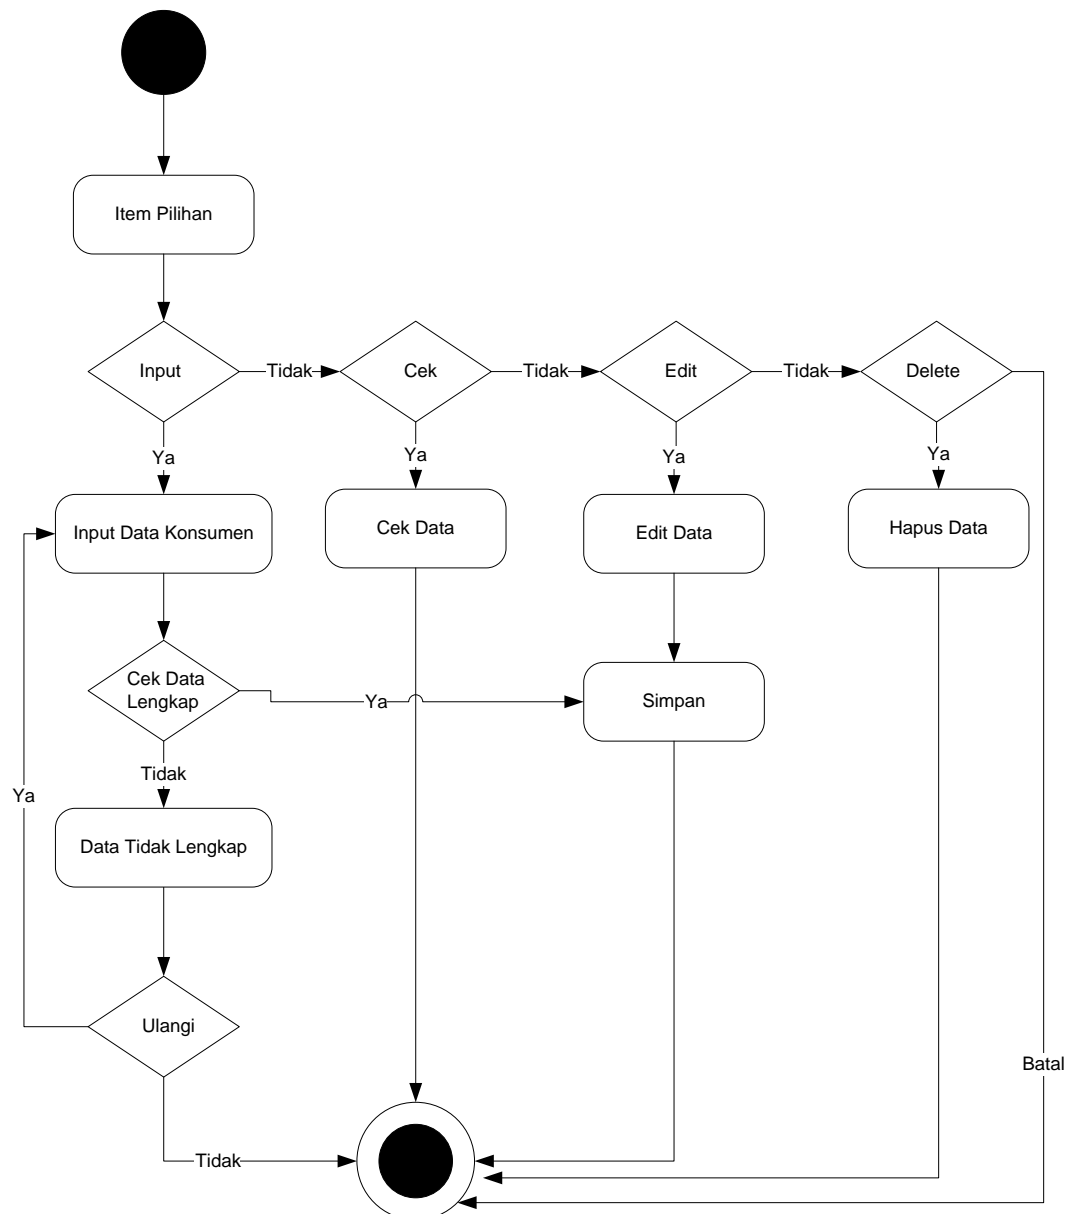 Item Pilihan
Input
Tidak
Cek
Tidak
Edit
Tidak
Delete
Ya
Ya
Ya
Ya
Input Data Konsumen
Cek Data
Edit Data
Hapus Data
Cek Data
Lengkap
Ya
Simpan
Tidak
Ya
Data Tidak Lengkap
Ulangi
Batal
Tidak